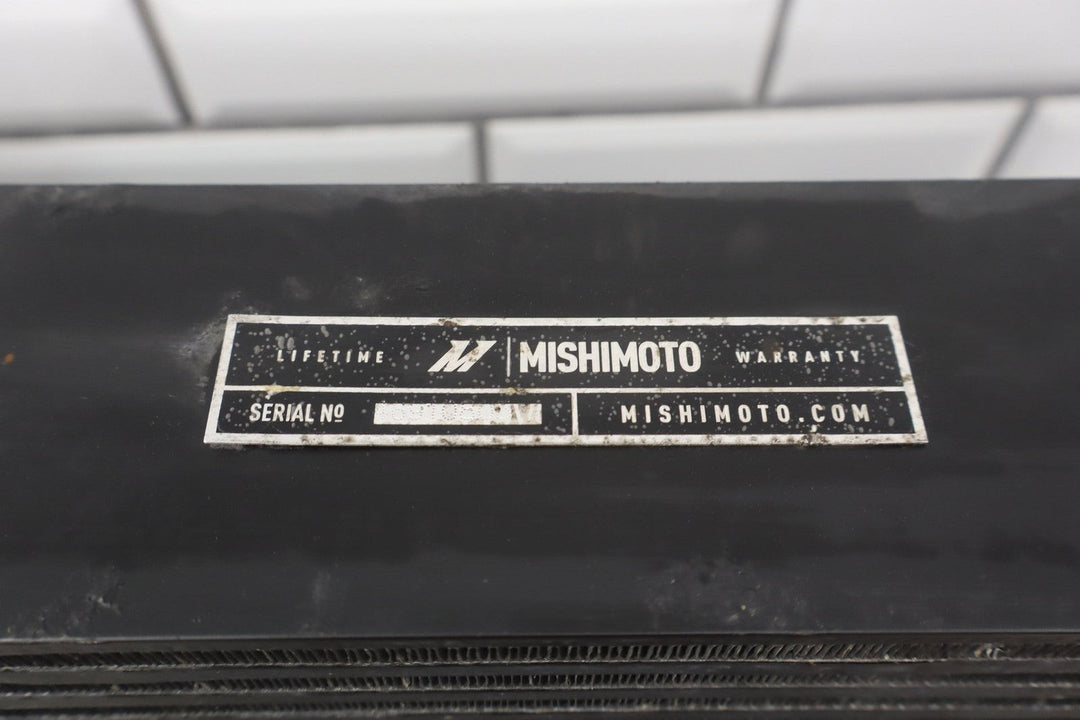 LIFETIME M MISHIMOTO WARRANTY
SERIAL Nº MISHIMOTO.COM